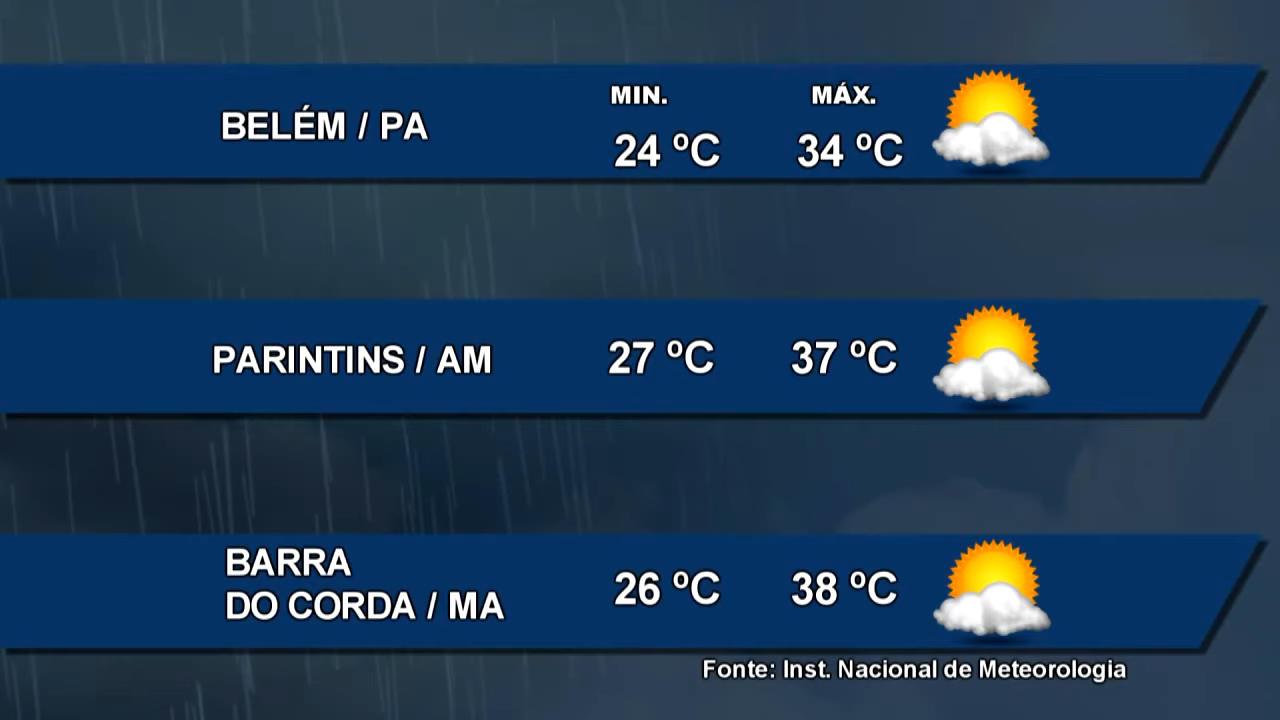 MIN. MÁX.
BELÉM / PA 24 ºC 34 ºC
PARINTINS / AM 27 ºC 37 ºC
BARRA
DO CORDA / MA 26 ºC 38 ºC
Fonte: Inst. Nacional de Meteorologia